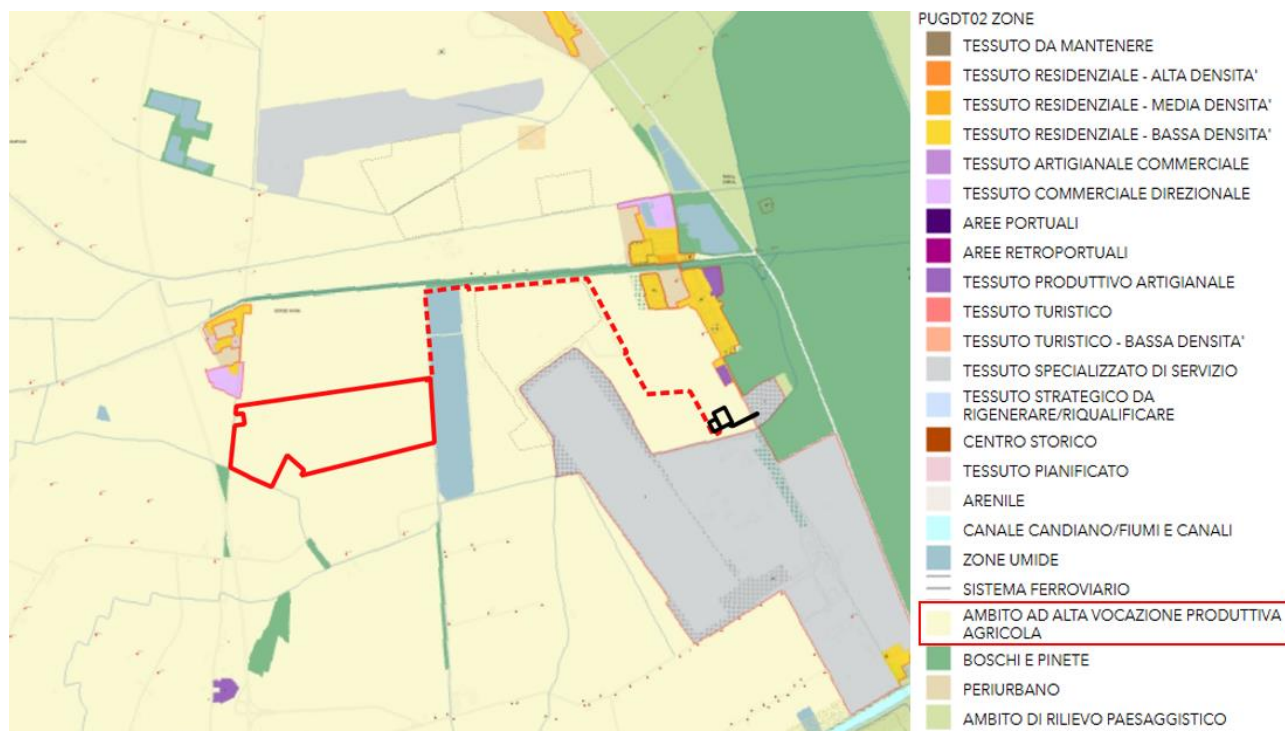 PUGDT02 ZONE
TESSUTO DA MANTENERE
TESSUTO RESIDENZIALE - ALTA DENSITA'
TESSUTO RESIDENZIALE - MEDIA DENSITA'
TESSUTO RESIDENZIALE - BASSA DENSITA'
TESSUTO ARTIGIANALE COMMERCIALE
TESSUTO COMMERCIALE DIREZIONALE
AREE PORTUALI
AREE RETROPORTUALI
TESSUTO PRODUTTIVO ARTIGIANALE
TESSUTO TURISTICO
TESSUTO TURISTICO - BASSA DENSITA'
TESSUTO SPECIALIZZATO DI SERVIZIO
TESSUTO STRATEGICO DA
RIGENERARE/RIQUALIFICARE
CENTRO STORICO
TESSUTO PIANIFICATO
ARENILE
CANALE CANDIANO/FIUMI E CANALI
ZONE UMIDE
SISTEMA FERROVIARIO
AMBITO AD ALTA VOCAZIONE PRODUTTIVA
AGRICOLA
BOSCHI E PINETE
PERIURBANO
AMBITO DI RILIEVO PAESAGGISTICO